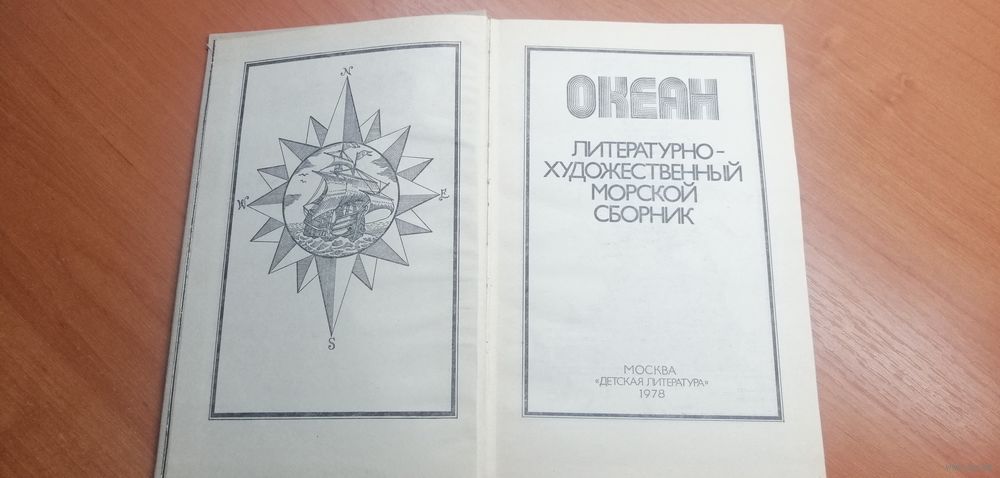 N
W
E
S
ОКЕАН
ЛИТЕРАТУРНО-
ХУДОЖЕСТВЕННЫЙ
МОРСКОЙ
СБОРНИК
МОСКВА
«ДЕТСКАЯ ЛИТЕРАТУРА»
1978